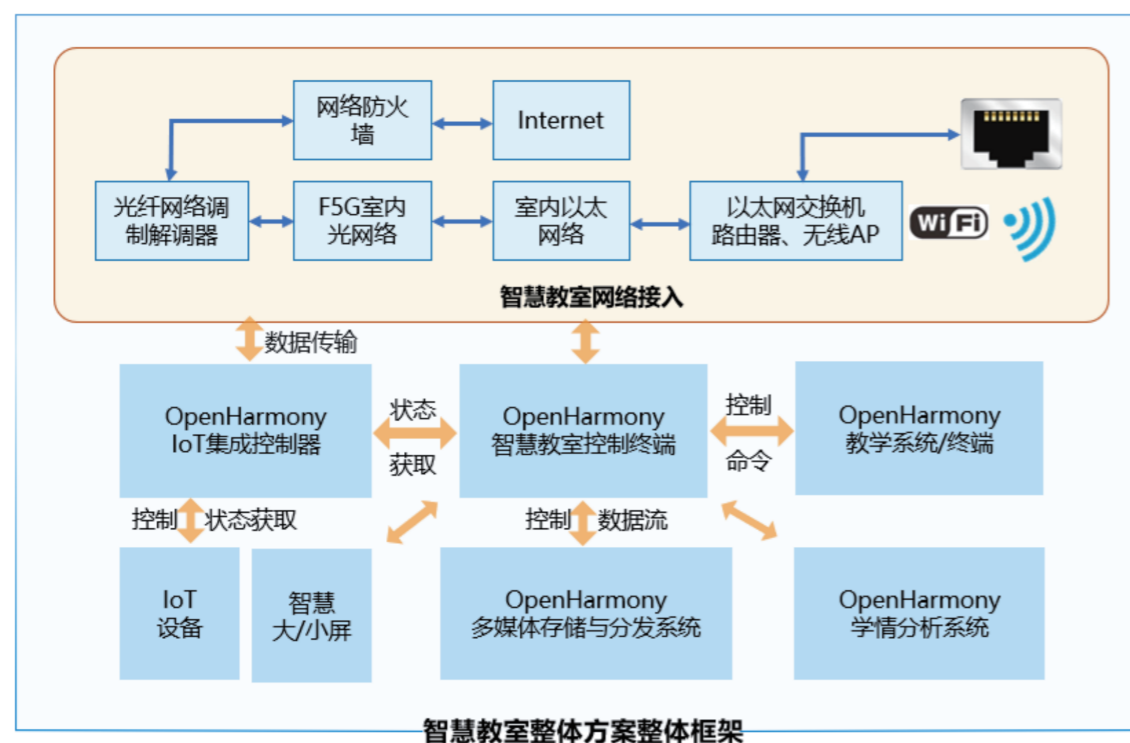 网络防火
墙
Internet
光纤网络调
制解调器
F5G室内
光网络
室内以太
网络
以太网交换机
路由器、无线AP
WiFi
智慧教室网络接入
数据传输
OpenHarmony
IoT集成控制器
状态
获取
OpenHarmony
智慧教室控制终端
控制
命令
OpenHarmony
教学系统/终端
控制
状态获取
控制
数据流
IoT
设备
智慧
大/小屏
OpenHarmony
多媒体存储与分发系统
OpenHarmony
学情分析系统
智慧教室整体方案整体框架